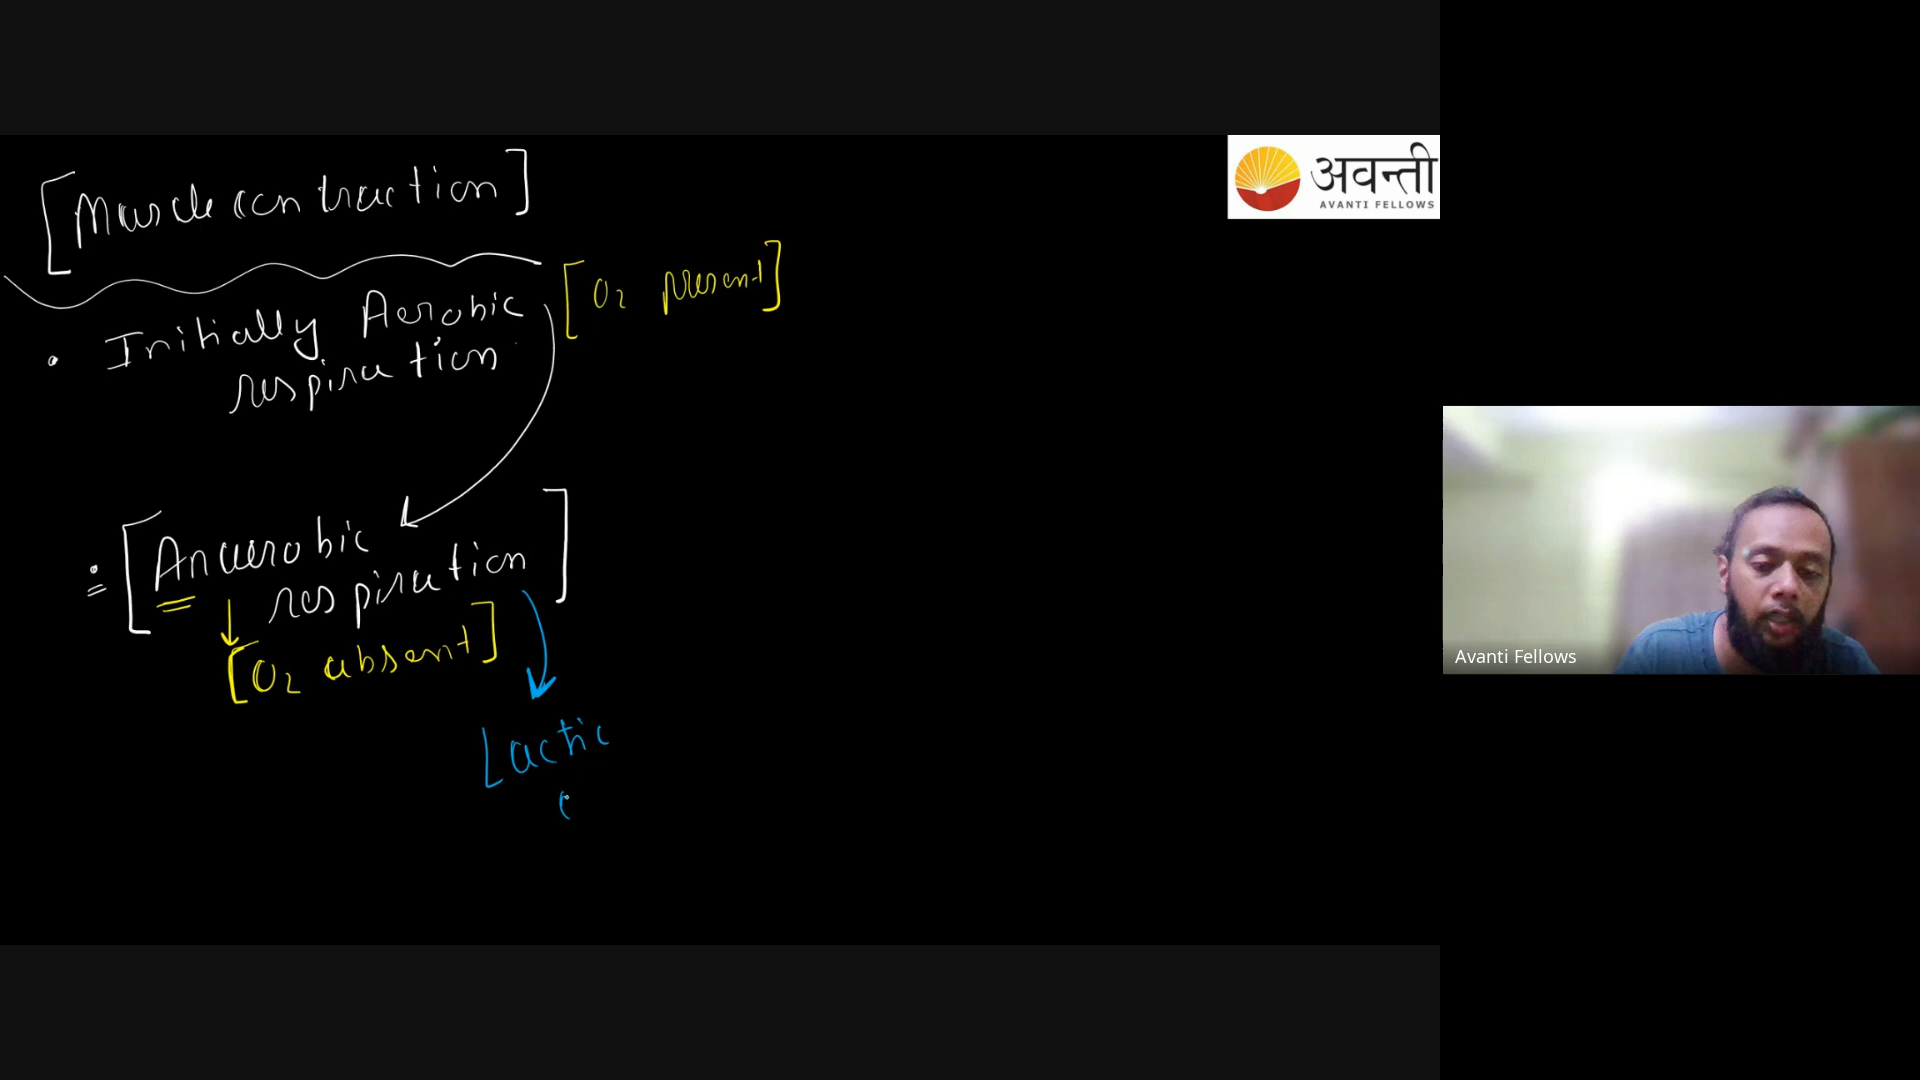 [Muscle contraction]
अवन्ती
AVANTI FELLOWS
[O2 present]
• Initially Aerobic
respiration
[Anaerobic
respiration]
[O2 absent]
Lactic
Avanti Fellows